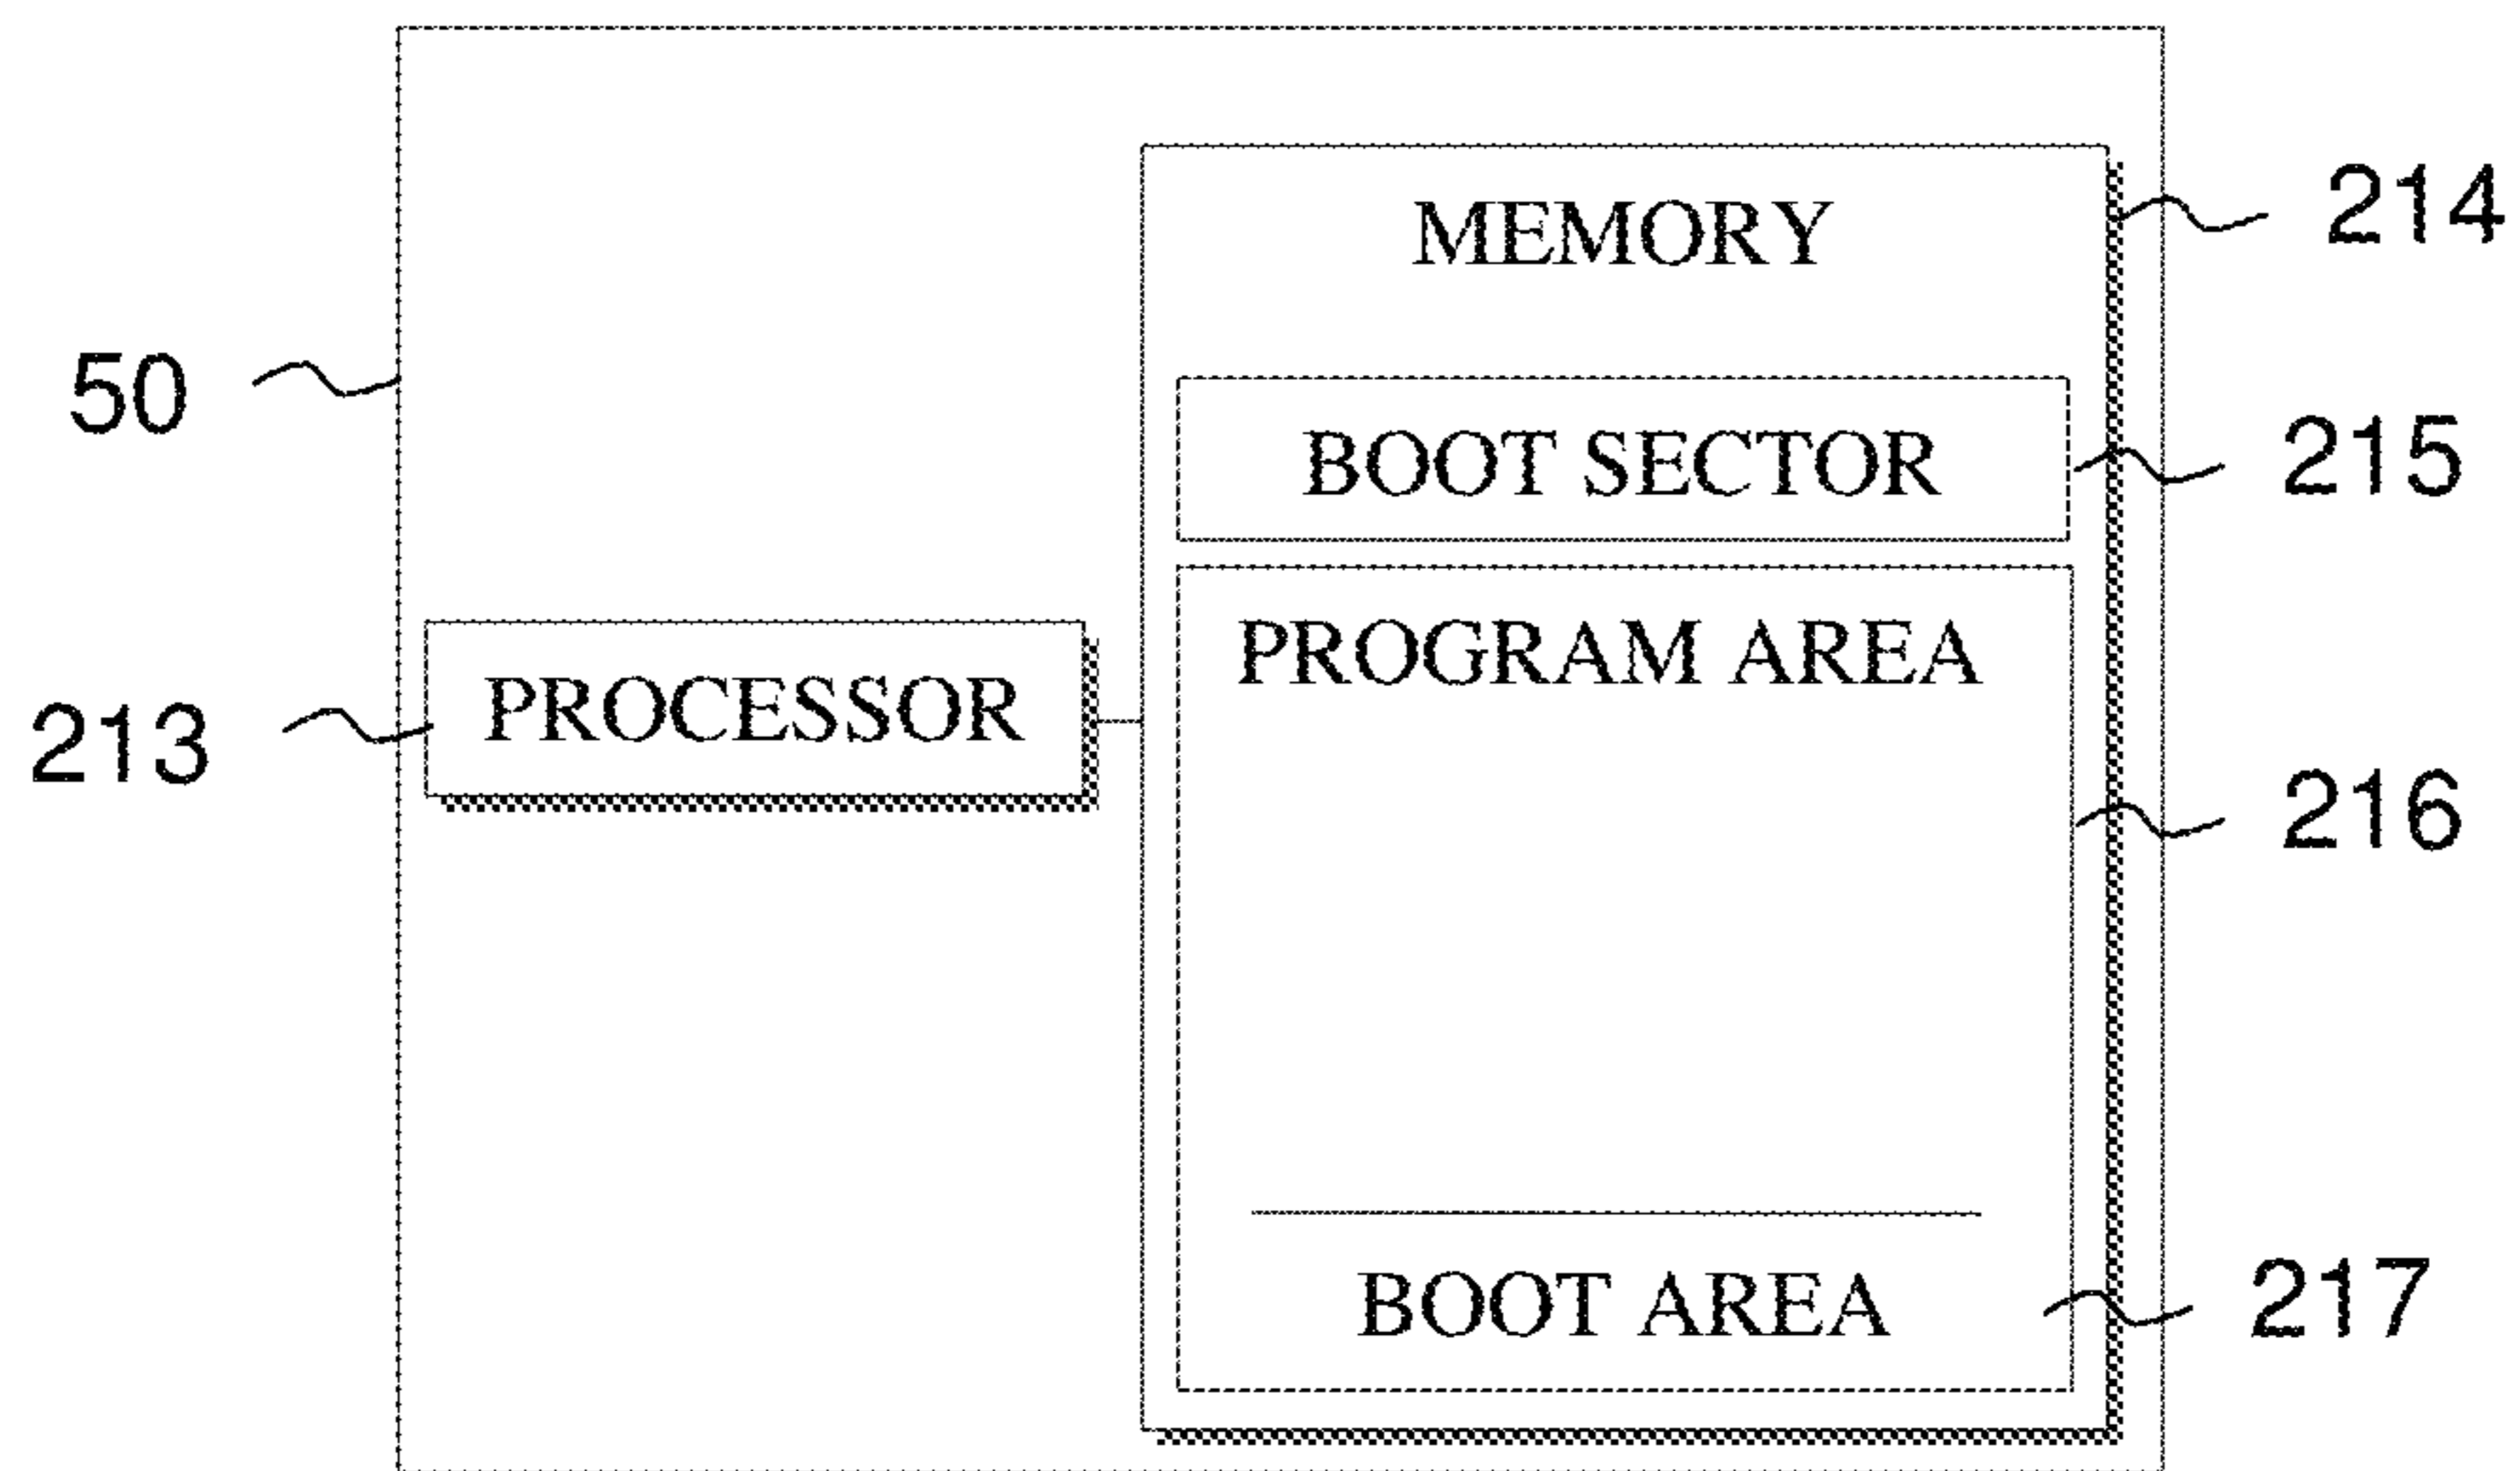 MEMORY
214
50
BOOT SECTOR
215
PROGRAM AREA
PROCESSOR
213
216
BOOT AREA
217